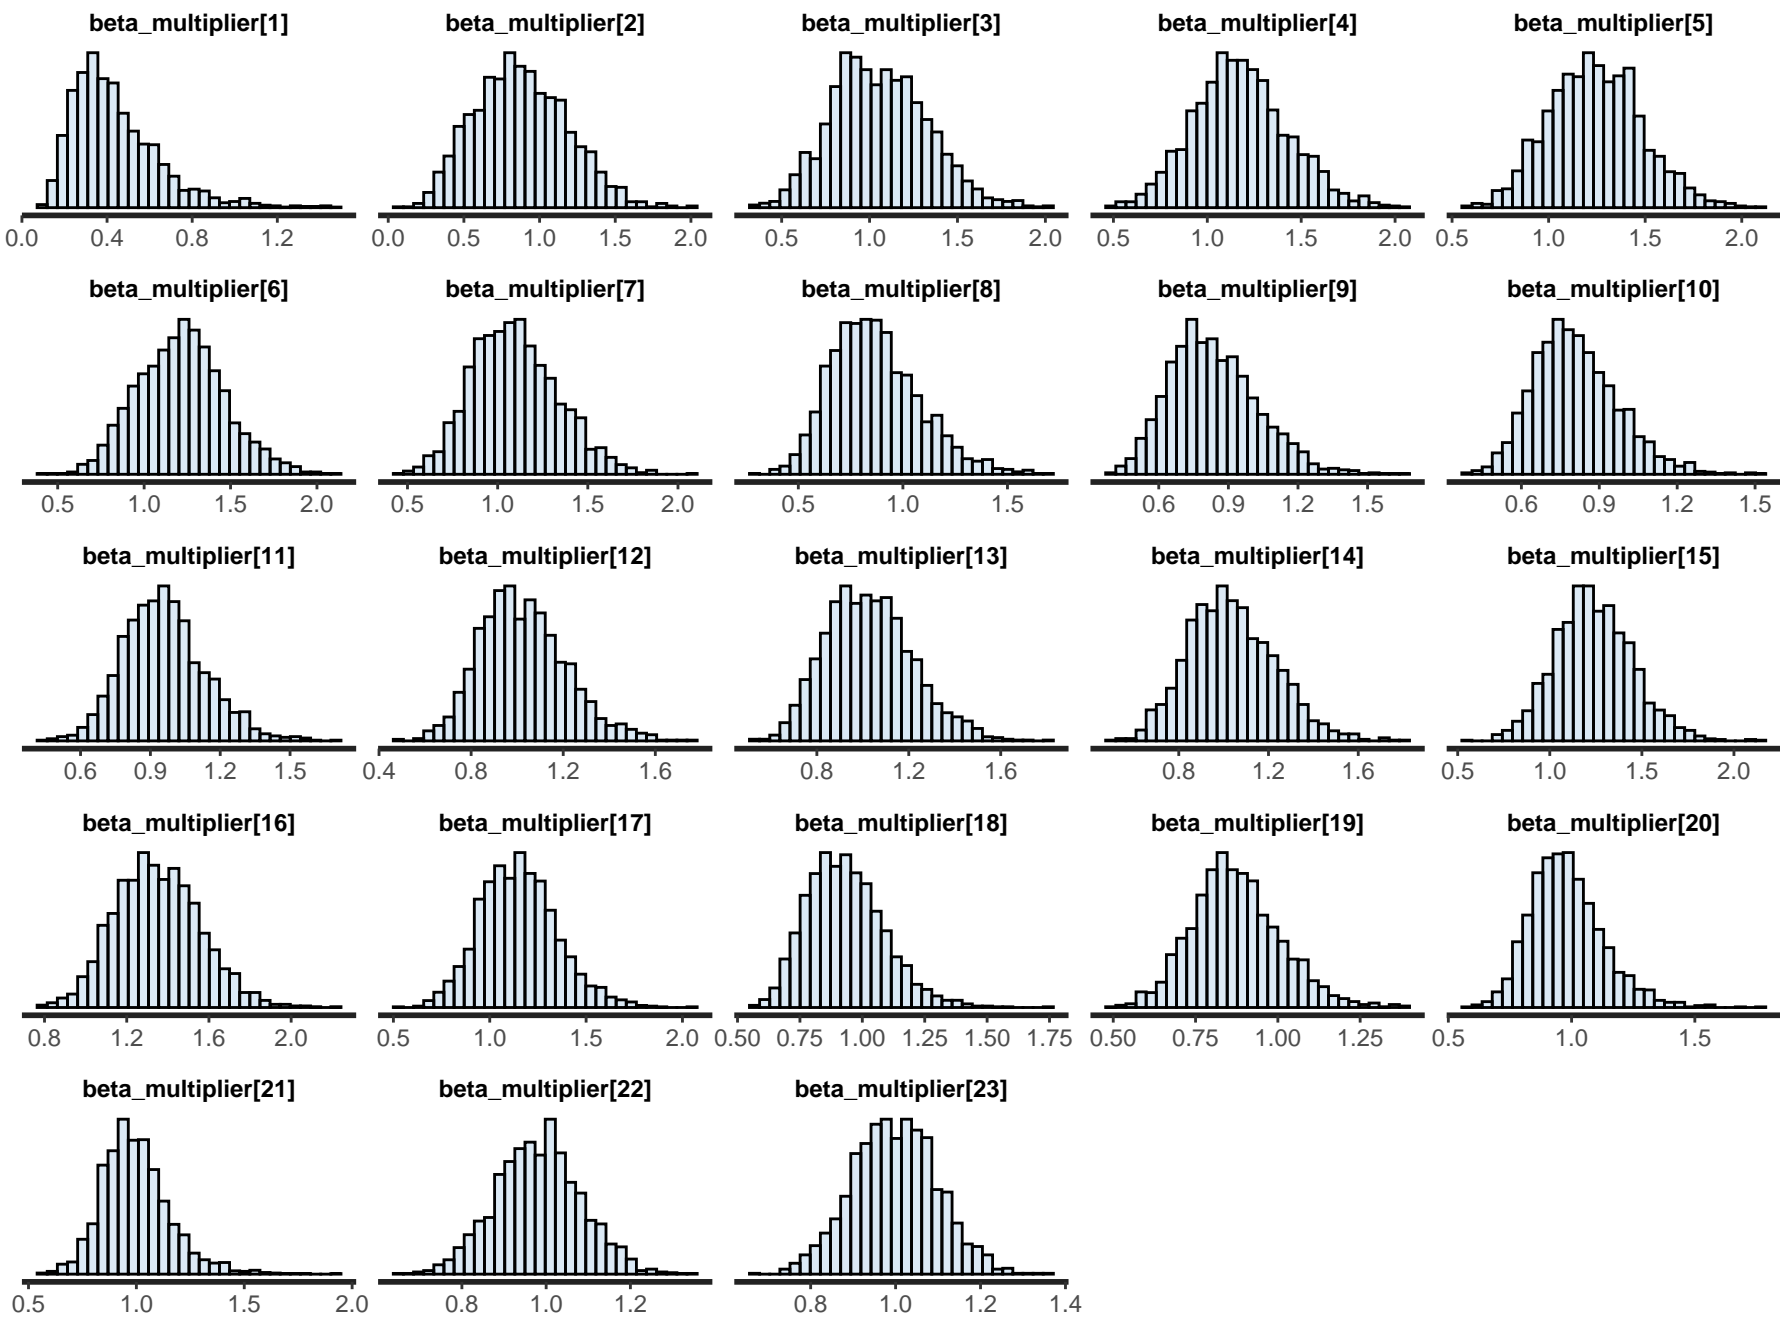 beta_multiplier[1] beta_multiplier[2] beta_multiplier[3] beta_multiplier[4] beta_multiplier[5]
0.0 0.4 0.8 1.2 0.0 0.5 1.0 1.5 2.0 0.5 1.0 1.5 2.0 0.5 1.0 1.5 2.0 0.5 1.0 1.5 2.0
beta_multiplier[6] beta_multiplier[7] beta_multiplier[8] beta_multiplier[9] beta_multiplier[10]
0.5 1.0 1.5 2.0 0.5 1.0 1.5 2.0 0.5 1.0 1.5 0.6 0.9 1.2 1.5 0.6 0.9 1.2 1.5
beta_multiplier[11] beta_multiplier[12] beta_multiplier[13] beta_multiplier[14] beta_multiplier[15]
0.6 0.9 1.2 1.5 0.4 0.8 1.2 1.6 0.8 1.2 1.6 0.8 1.2 1.6 0.5 1.0 1.5 2.0
beta_multiplier[16] beta_multiplier[17] beta_multiplier[18] beta_multiplier[19] beta_multiplier[20]
0.8 1.2 1.6 2.0 0.5 1.0 1.5 2.0 0.50 0.75 1.00 1.25 1.50 1.75 0.50 0.75 1.00 1.25 0.5 1.0 1.5
beta_multiplier[21] beta_multiplier[22] beta_multiplier[23]
0.5 1.0 1.5 2.0 0.8 1.0 1.2 0.8 1.0 1.2 1.4